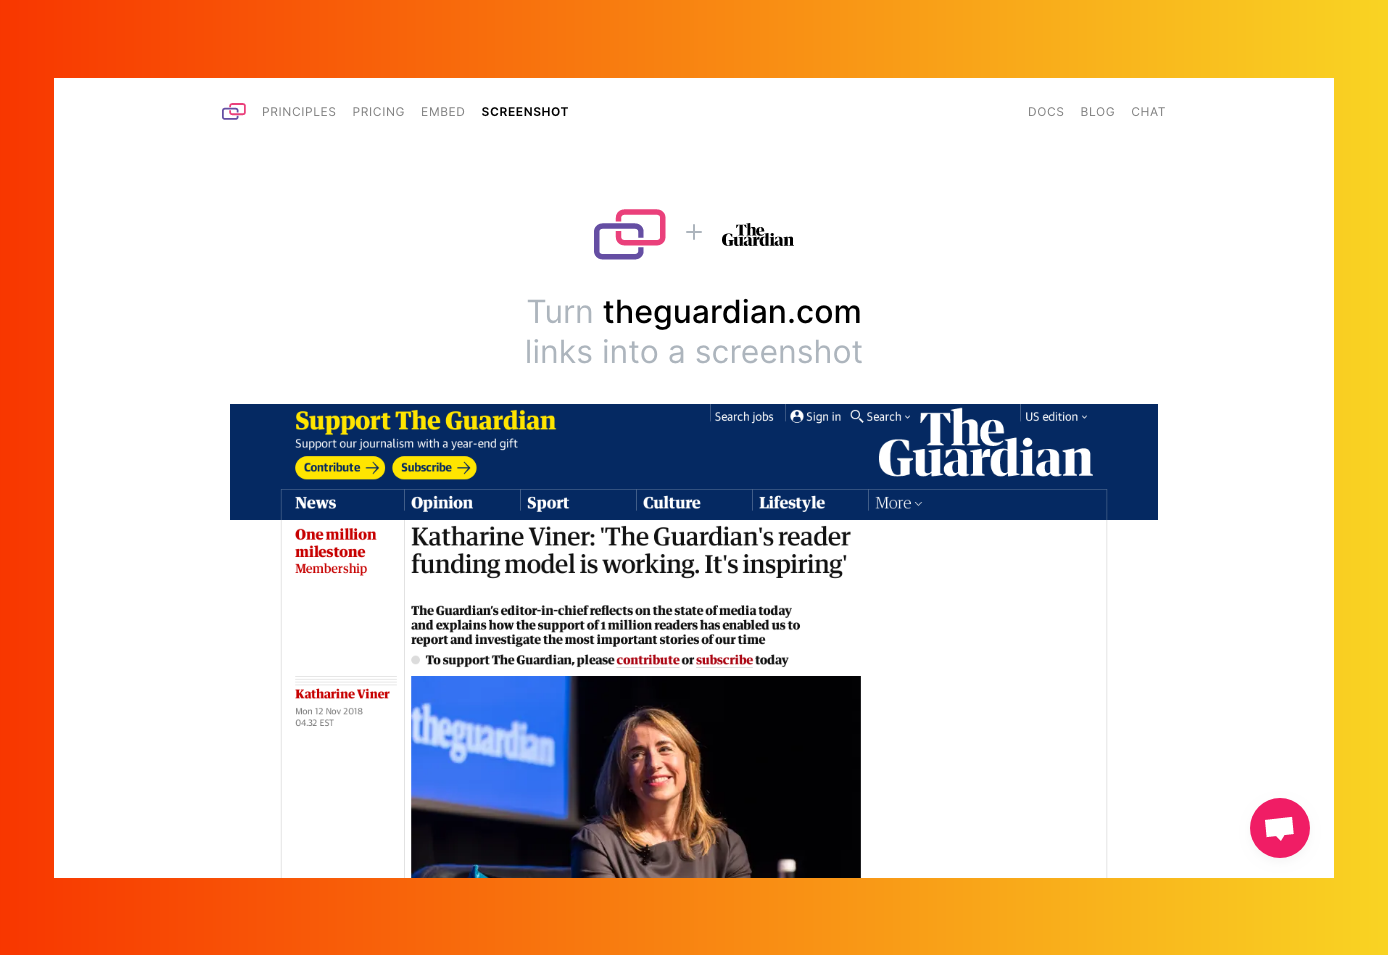 PRINCIPLES PRICING EMBED SCREENSHOT DOCS BLOG CHAT
+
The
Guardian
Turn theguardian.com
links into a screenshot
Support The Guardian
Support our journalism with a year-end gift
Contribute → Subscribe →
Search jobs Sign in Search US edition
The
Guardian
News Opinion Sport Culture Lifestyle More
One million
milestone
Membership
Katharine Viner: 'The Guardian's reader
funding model is working. It's inspiring'
The Guardian's editor-in-chief reflects on the state of media today
and explains how the support of 1 million readers has enabled us to
report and investigate the most important stories of our time
To support The Guardian, please contribute or subscribe today
Katharine Viner
Mon 12 Nov 2018
04.32 EST
theguardian